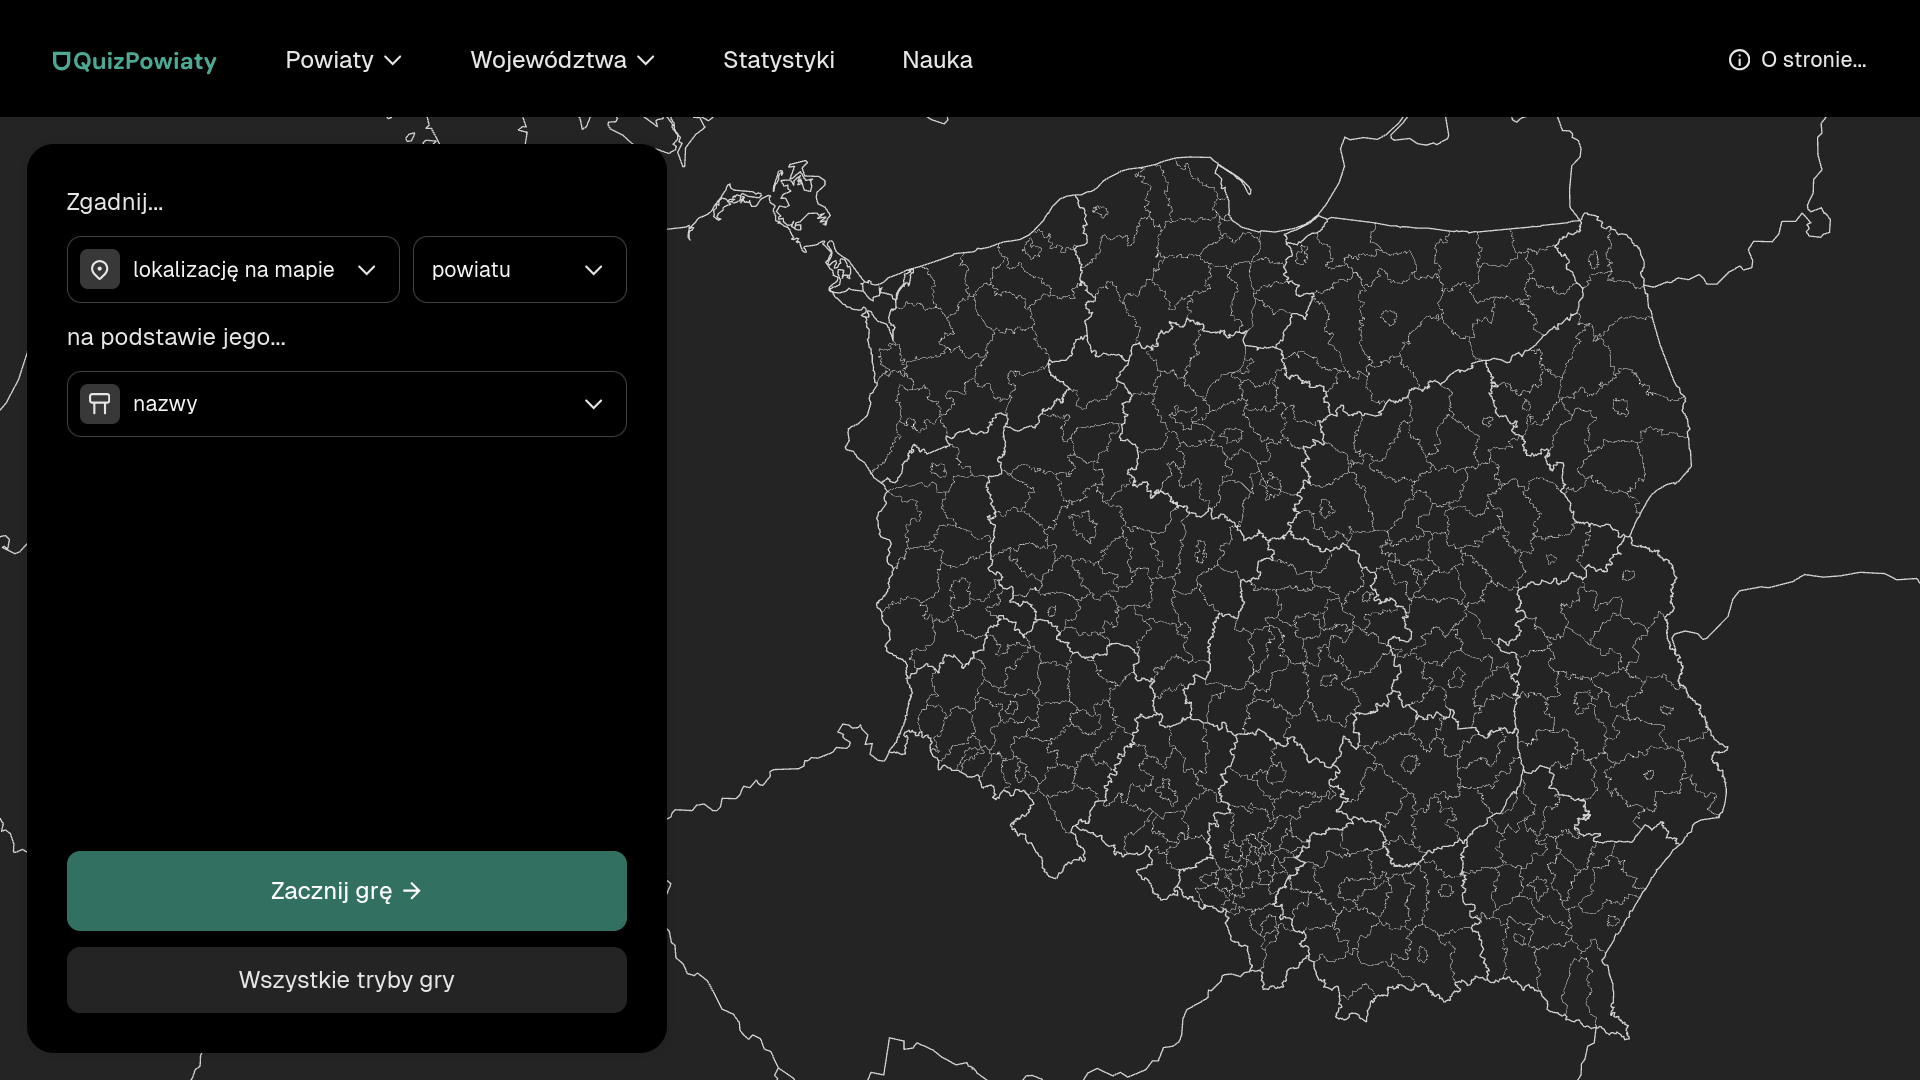 QuizPowiaty
Powiaty
Województwa
Statystyki
Nauka
O stronie...
Zgadnij...
lokalizację na mapie
powiatu
na podstawie jego...
nazwy
Zacznij grę →
Wszystkie tryby gry